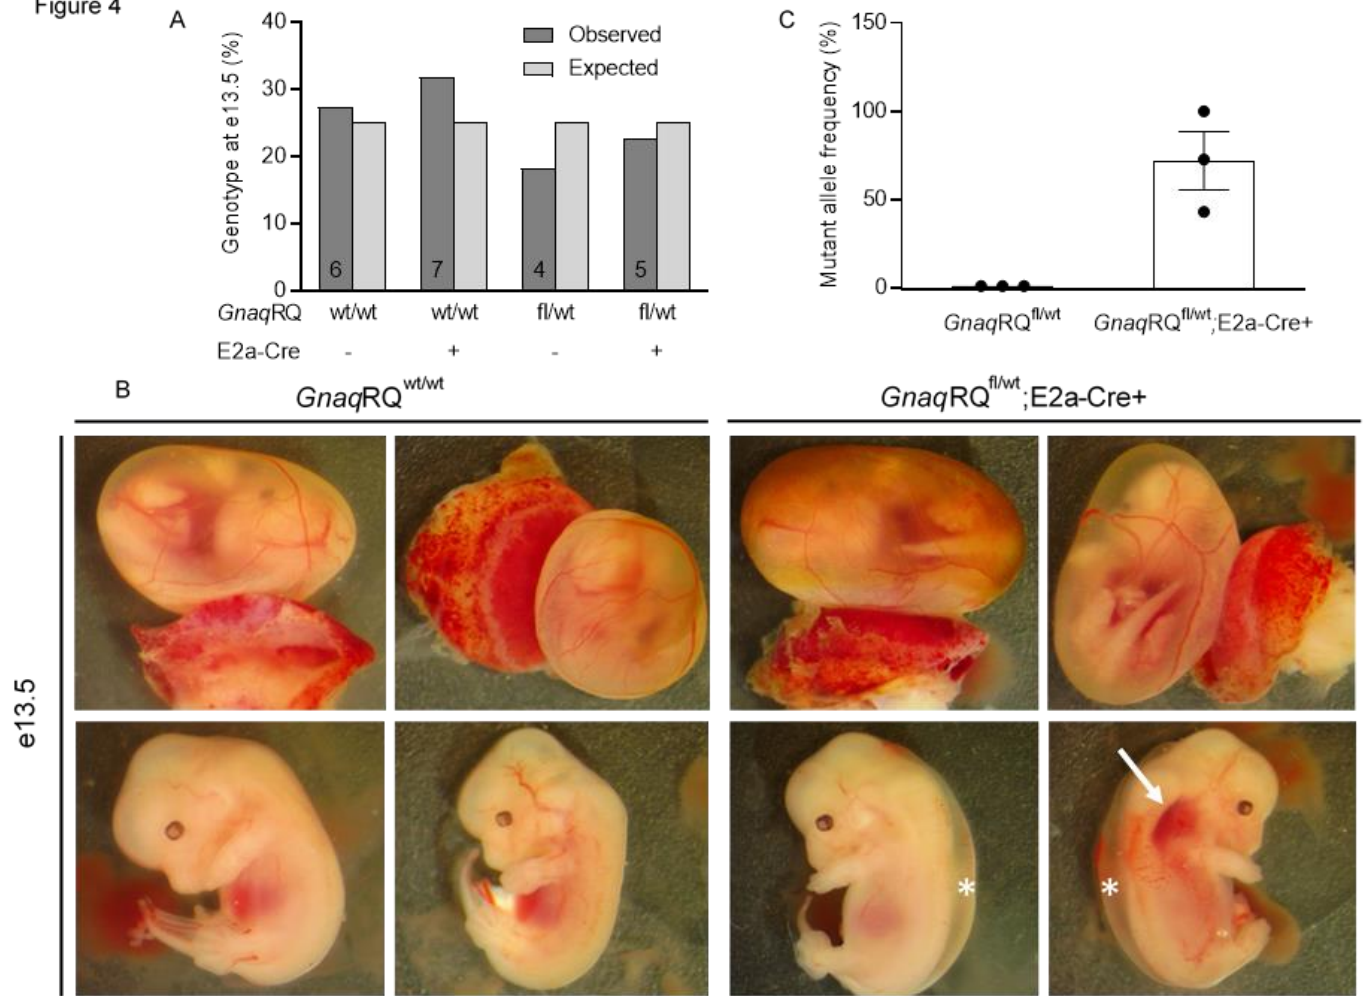 Figure 4
A
Genotype at e13.5 (%)
40
30
20
10
0
Observed
Expected
6
7
4
5
GnaqRQ wt/wt wt/wt fl/wt fl/wt
E2a-Cre - + - +
C
Mutant allele frequency (%)
150
100
50
0
GnaqRQfl/wt GnaqRQfl/wt;E2a-Cre+
B
GnaqRQwt/wt GnaqRQfl/wt;E2a-Cre+
e13.5
*
*